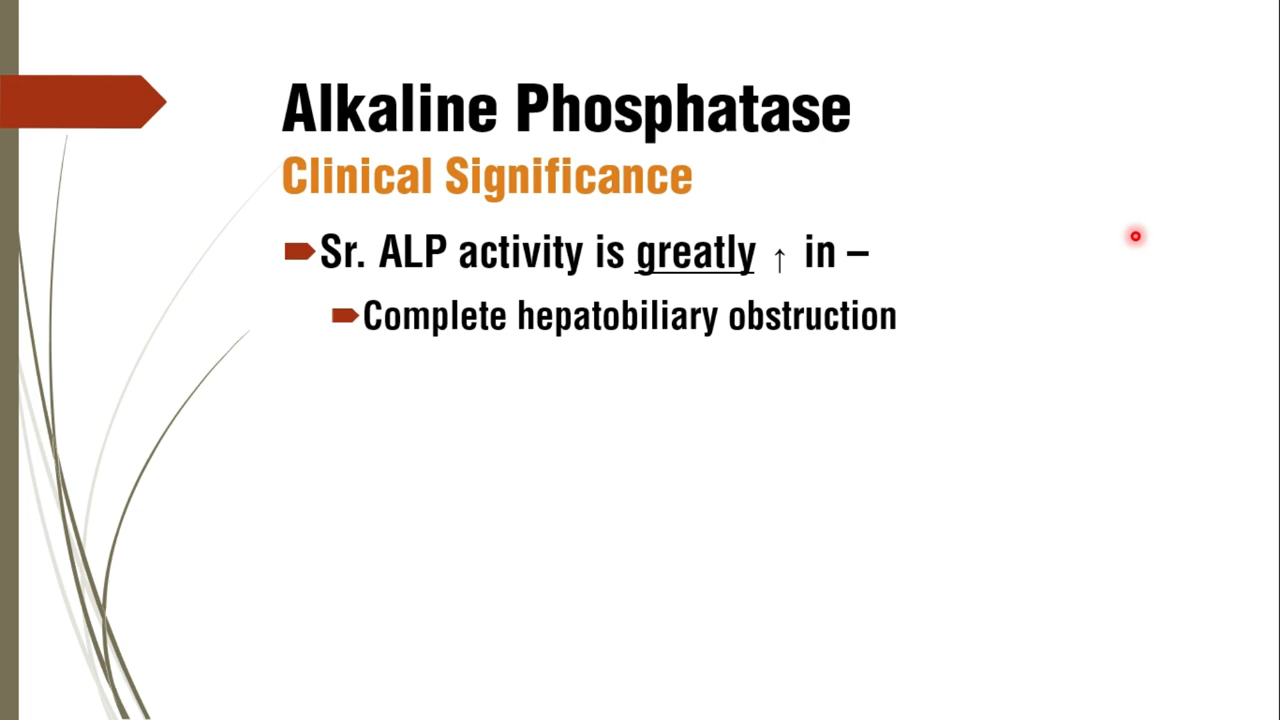 Alkaline Phosphatase
Clinical Significance
Sr. ALP activity is greatly ↑ in –
Complete hepatobiliary obstruction